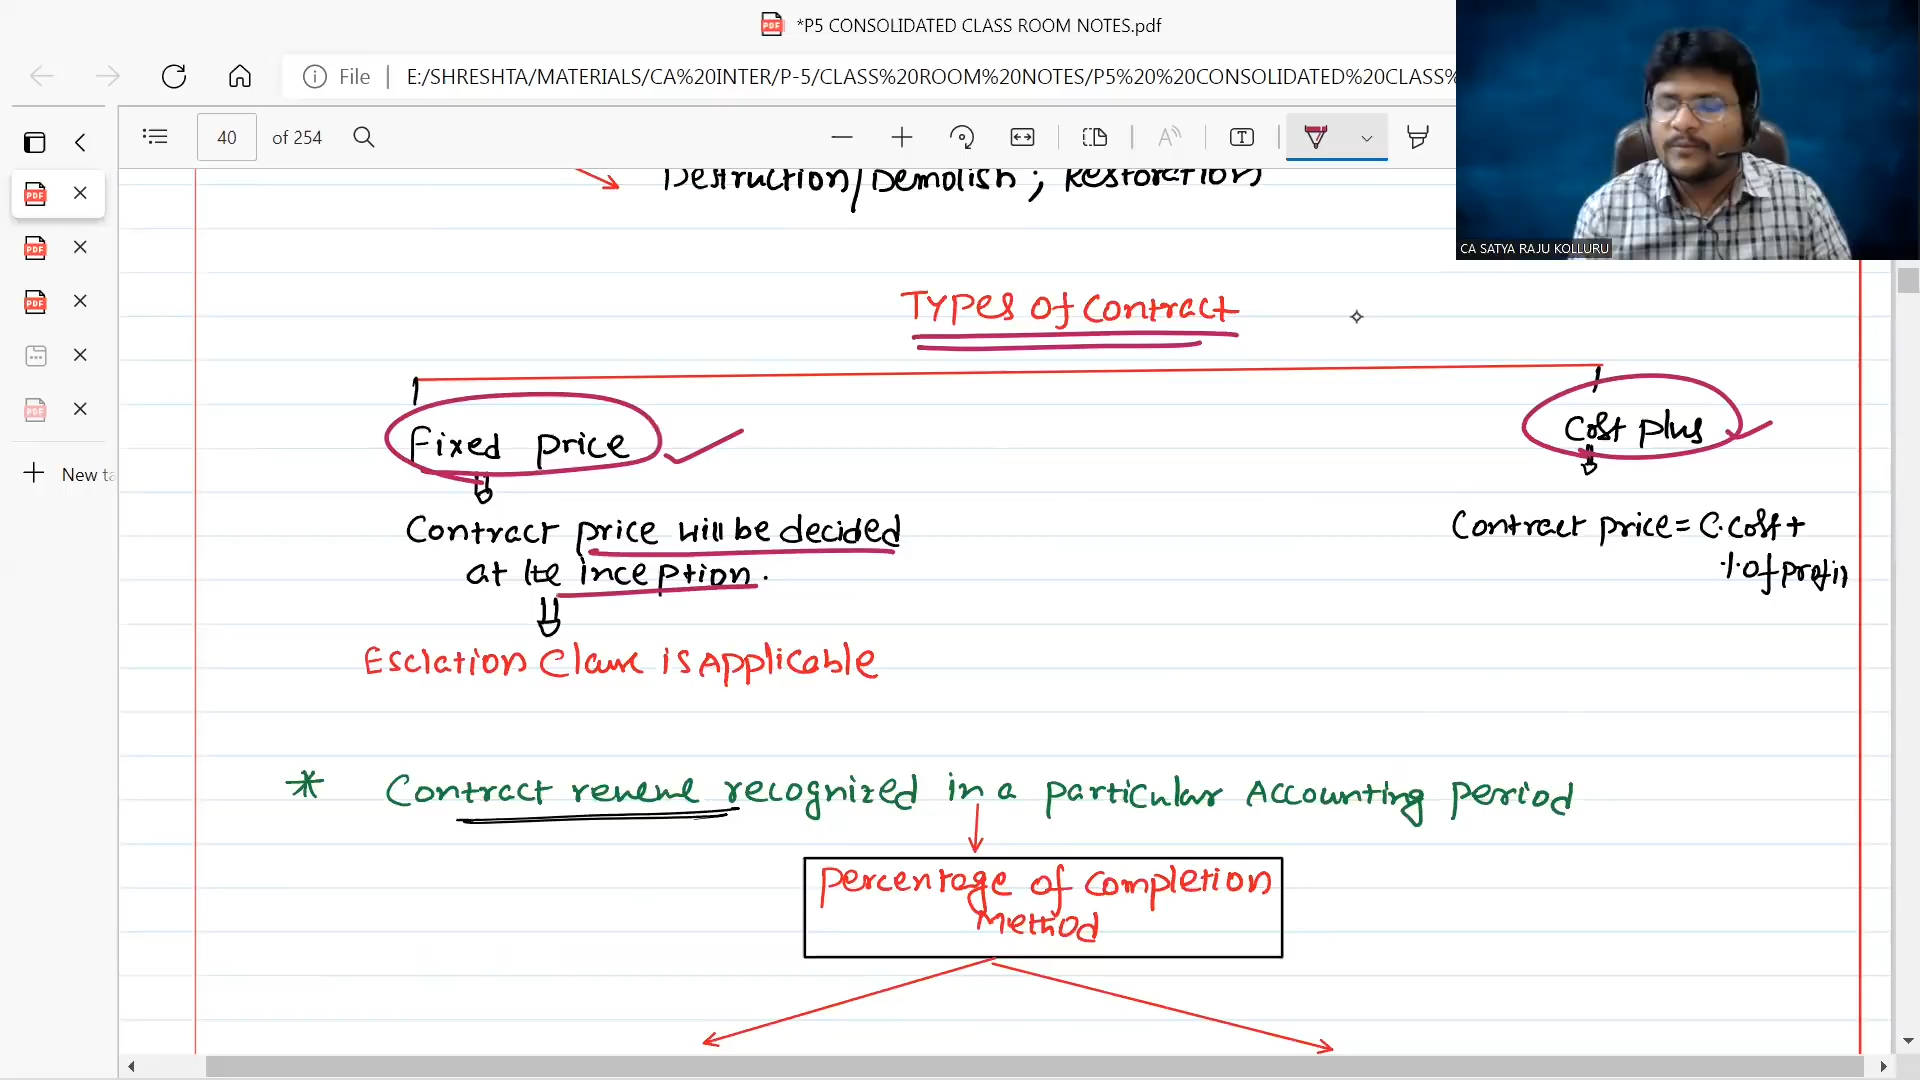 *P5 CONSOLIDATED CLASS ROOM NOTES.pdf
File | E:/SHRESHTA/MATERIALS/CA%20INTER/P-5/CLASS%20ROOM%20NOTES/P5%20%20CONSOLIDATED%20CLASS%
40 of 254
CA SATYA RAJU KOLLURU
New ta
Destruction/Demolish ; Restoration
Types of Contract
Fixed price
Cost plus
Contract price will be decided
at the inception.
Contract price = C.Cost +
%.of profit
Esclation Clause is Applicable
* Contract revenue recognized in a particular Accounting period
percentage of completion
Method